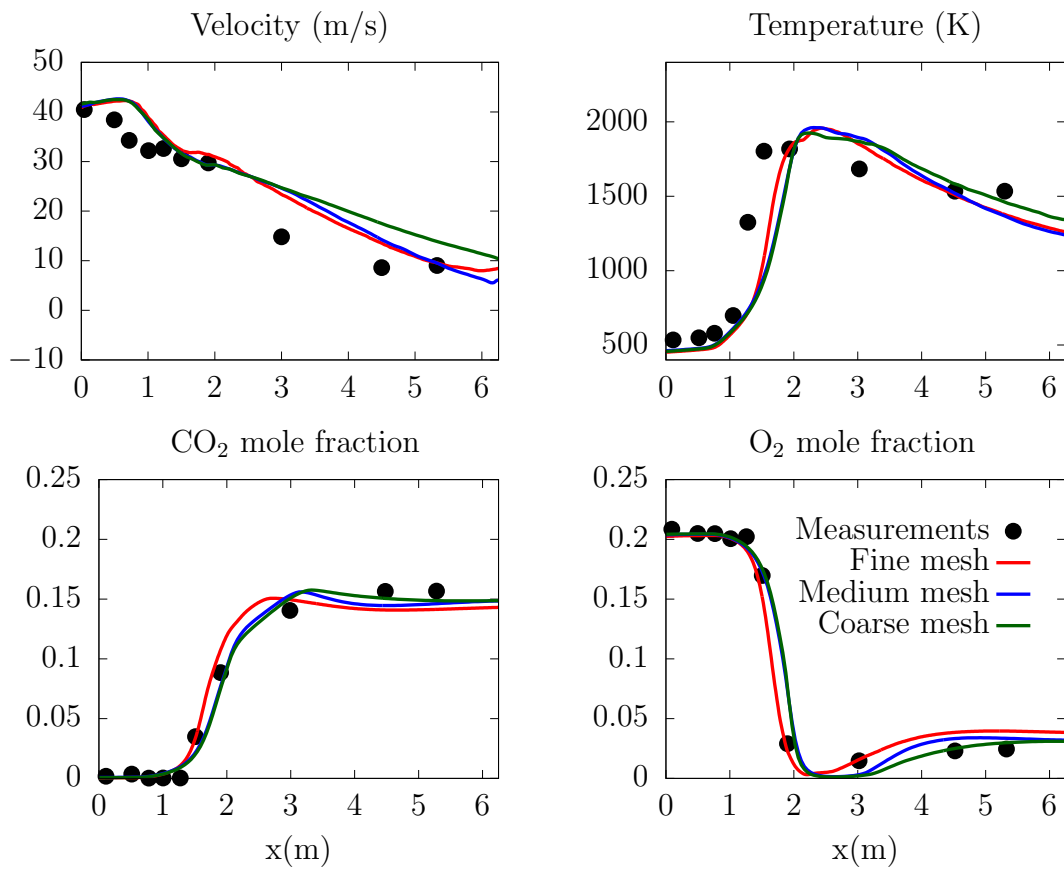 Velocity (m/s)
50
40
30
20
10
0
−10
0 1 2 3 4 5 6
Temperature (K)
2000
1500
1000
500
0 1 2 3 4 5 6
CO₂ mole fraction
0.25
0.2
0.15
0.1
0.05
0
0 1 2 3 4 5 6
x(m)
O₂ mole fraction
0.25
0.2
0.15
0.1
0.05
0
Measurements
Fine mesh
Medium mesh
Coarse mesh
0 1 2 3 4 5 6
x(m)